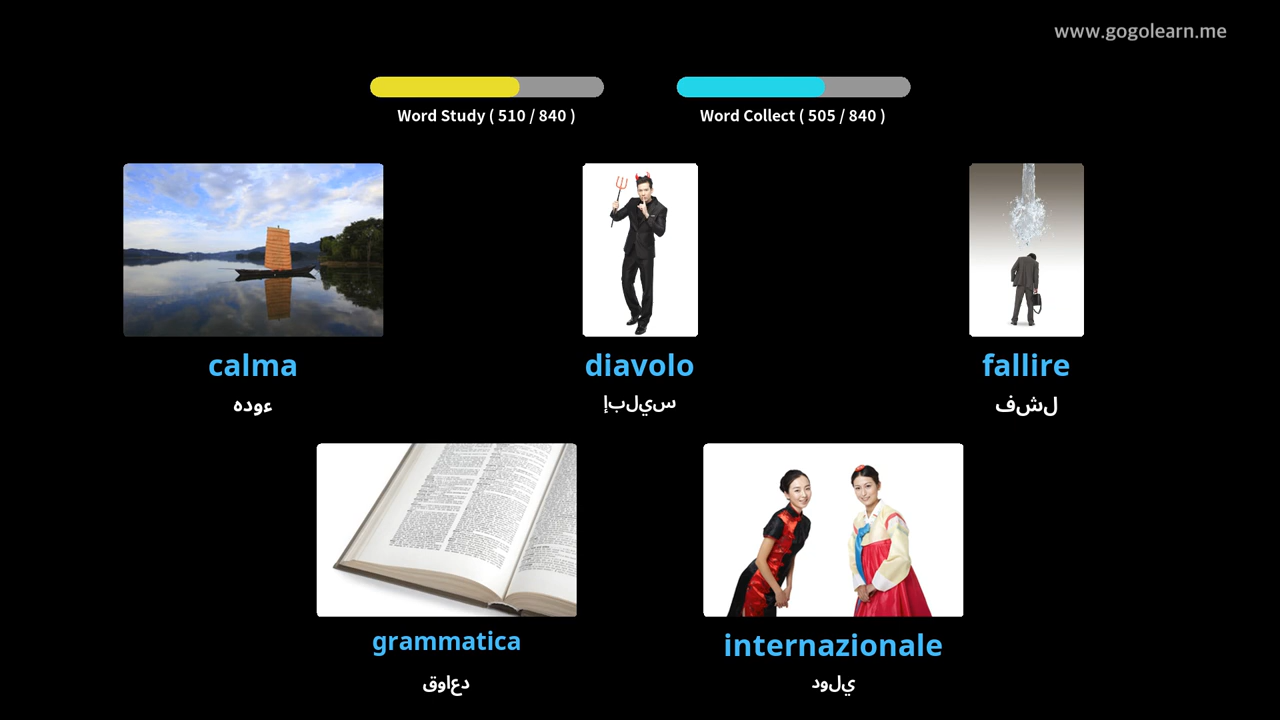 www.gogolearn.me
Word Study ( 510 / 840 )
Word Collect ( 505 / 840 )
calma
ءوده
diavolo
سيلبإ
fallire
لشف
grammatica
دعاوق
internazionale
يلود